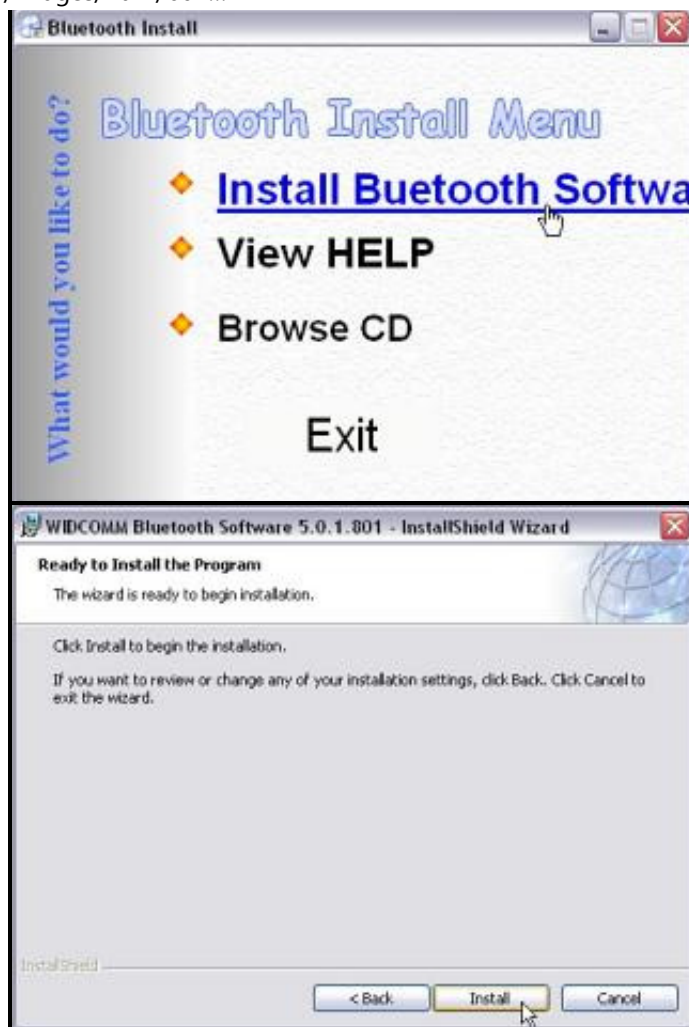 Bluetooth Install
What would you like to do?
Bluetooth Install Menu
Install Buetooth Softwa
View HELP
Browse CD
Exit
WIDCOMM Bluetooth Software 5.0.1.801 - InstallShield Wizard
Ready to Install the Program
The wizard is ready to begin installation.
Click Install to begin the installation.
If you want to review or change any of your installation settings, click Back. Click Cancel to
exit the wizard.
InstallShield
< Back Install Cancel